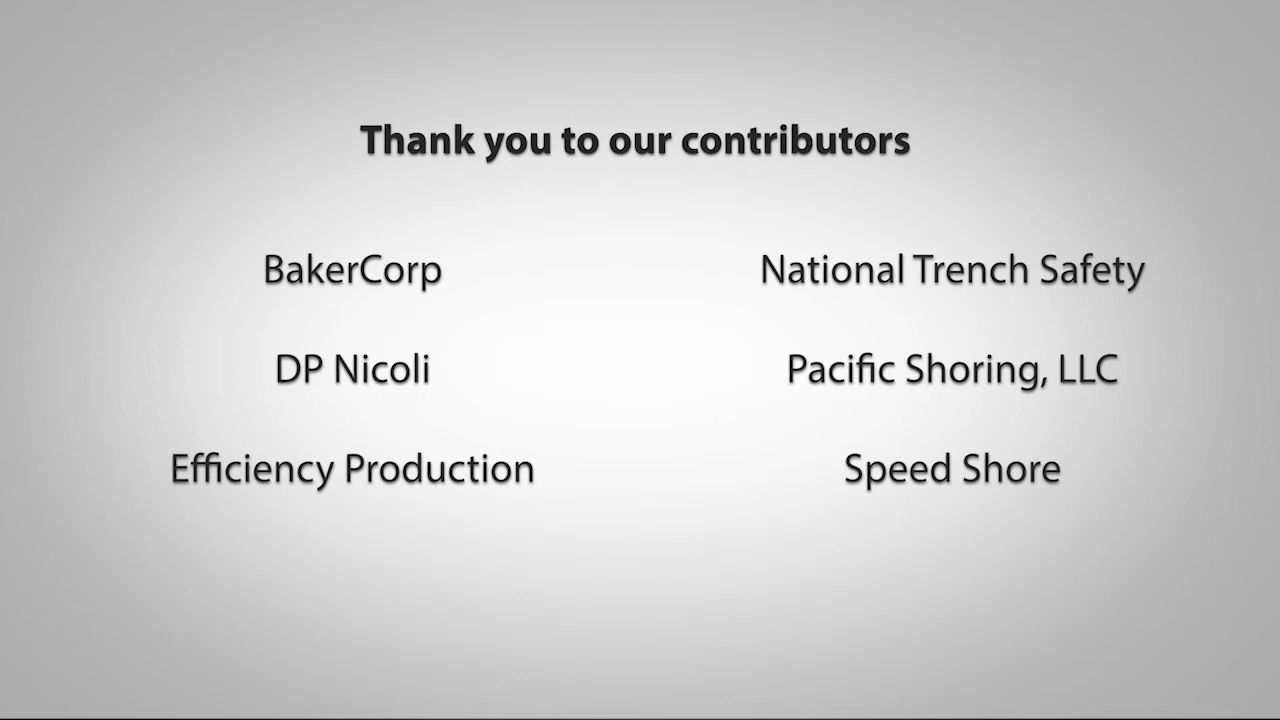 Thank you to our contributors
BakerCorp
DP Nicoli
Efficiency Production
National Trench Safety
Pacific Shoring, LLC
Speed Shore